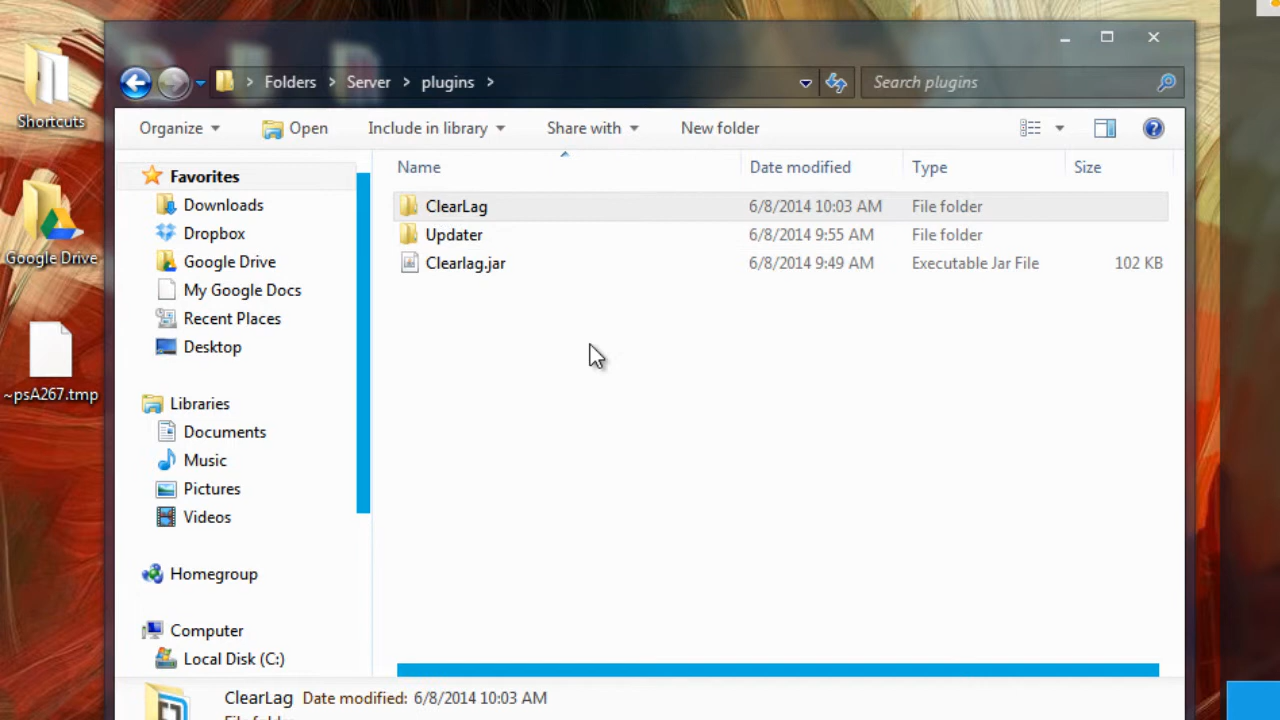 Shortcuts
Google Drive
~psA267.tmp
Folders Server plugins
Search plugins
Organize Open Include in library Share with New folder
Name Date modified Type Size
ClearLag 6/8/2014 10:03 AM File folder
Updater 6/8/2014 9:55 AM File folder
Clearlag.jar 6/8/2014 9:49 AM Executable Jar File 102 KB
Favorites
Downloads
Dropbox
Google Drive
My Google Docs
Recent Places
Desktop
Libraries
Documents
Music
Pictures
Videos
Homegroup
Computer
Local Disk (C:)
ClearLag Date modified: 6/8/2014 10:03 AM
File folder